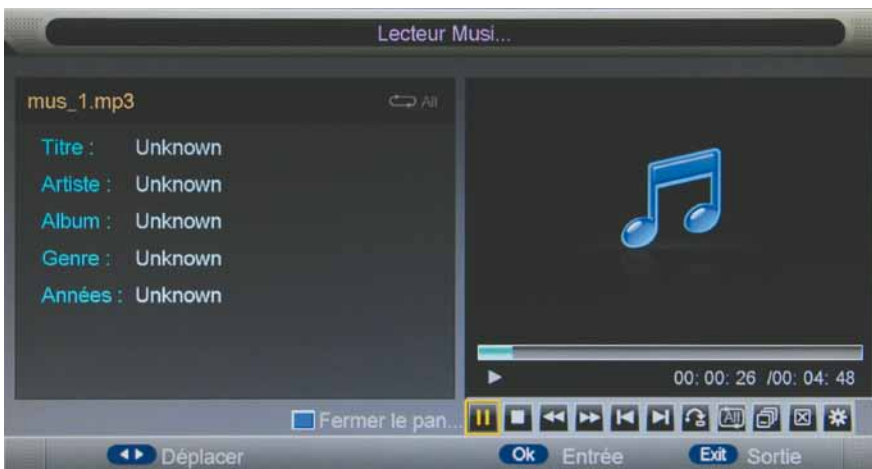 Lecteur Musi...
mus_1.mp3 All
Titre : Unknown
Artiste : Unknown
Album : Unknown
Genre : Unknown
Années : Unknown
00: 00: 26 /00: 04: 48
Fermer le pan... All
Déplacer Ok Entrée Exit Sortie